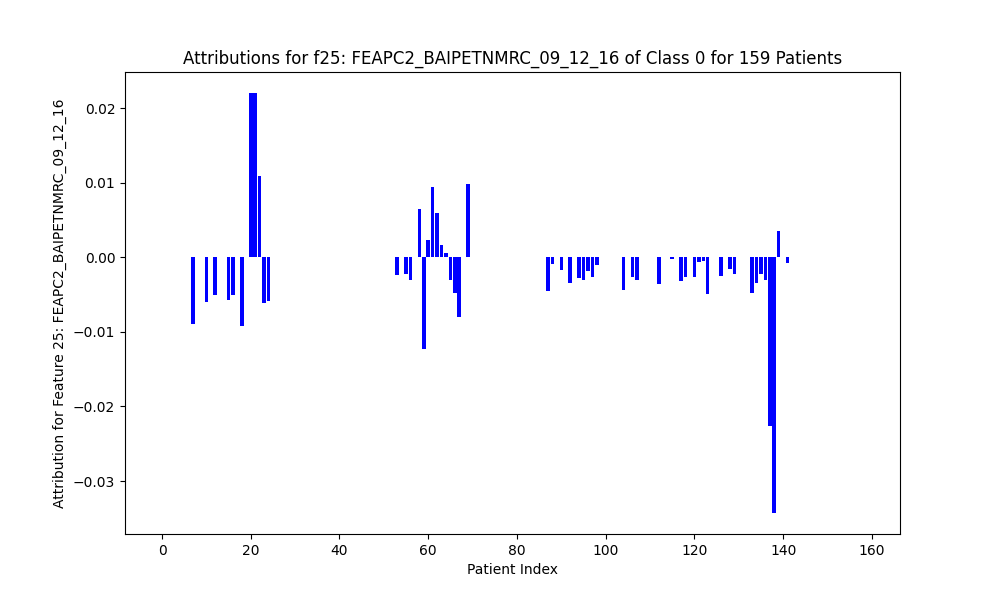 Attributions for f25: FEAPC2_BAIPETNMRC_09_12_16 of Class 0 for 159 Patients
Attribution for Feature 25: FEAPC2_BAIPETNMRC_09_12_16
0.02
0.01
0.00
−0.01
−0.02
−0.03
0 20 40 60 80 100 120 140 160
Patient Index